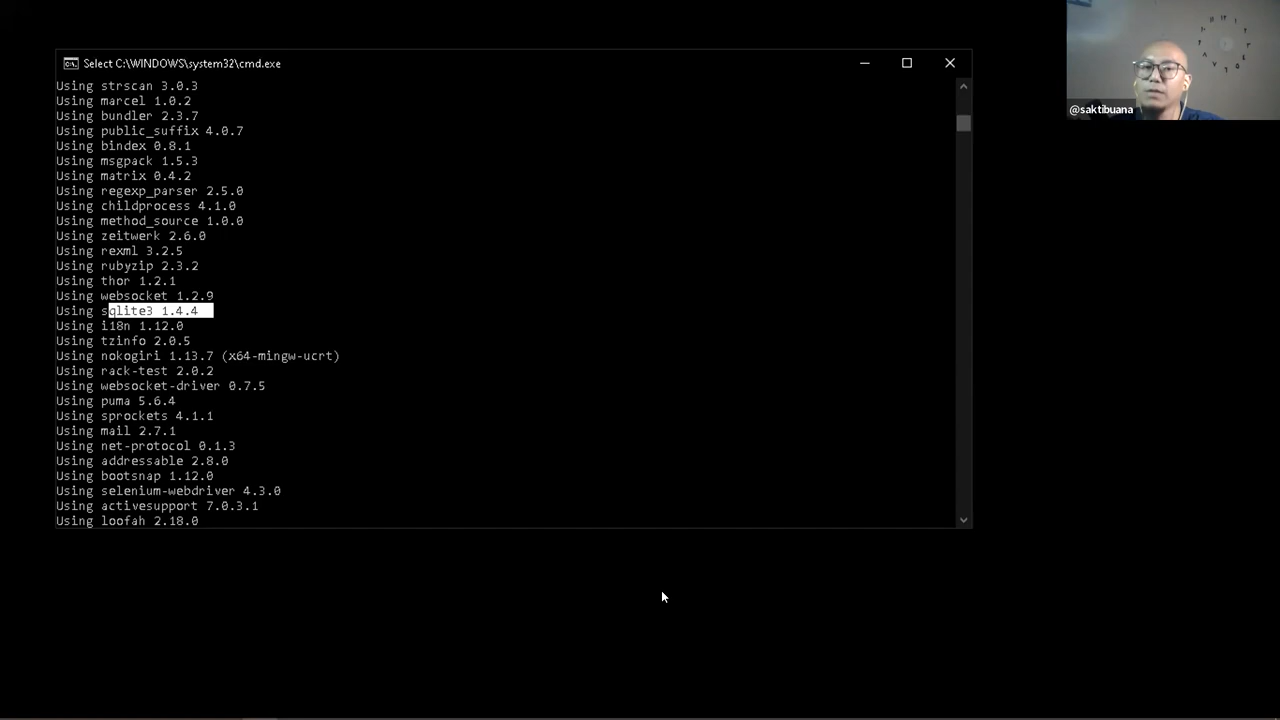 Select C:\WINDOWS\system32\cmd.exe
Using strscan 3.0.3
Using marcel 1.0.2
Using bundler 2.3.7
Using public_suffix 4.0.7
Using bindex 0.8.1
Using msgpack 1.5.3
Using matrix 0.4.2
Using regexp_parser 2.5.0
Using childprocess 4.1.0
Using method_source 1.0.0
Using zeitwerk 2.6.0
Using rexml 3.2.5
Using rubyzip 2.3.2
Using thor 1.2.1
Using websocket 1.2.9
Using sqlite3 1.4.4
Using i18n 1.12.0
Using tzinfo 2.0.5
Using nokogiri 1.13.7 (x64-mingw-ucrt)
Using rack-test 2.0.2
Using websocket-driver 0.7.5
Using puma 5.6.4
Using sprockets 4.1.1
Using mail 2.7.1
Using net-protocol 0.1.3
Using addressable 2.8.0
Using bootsnap 1.12.0
Using selenium-webdriver 4.3.0
Using activesupport 7.0.3.1
Using loofah 2.18.0
@saktibuana